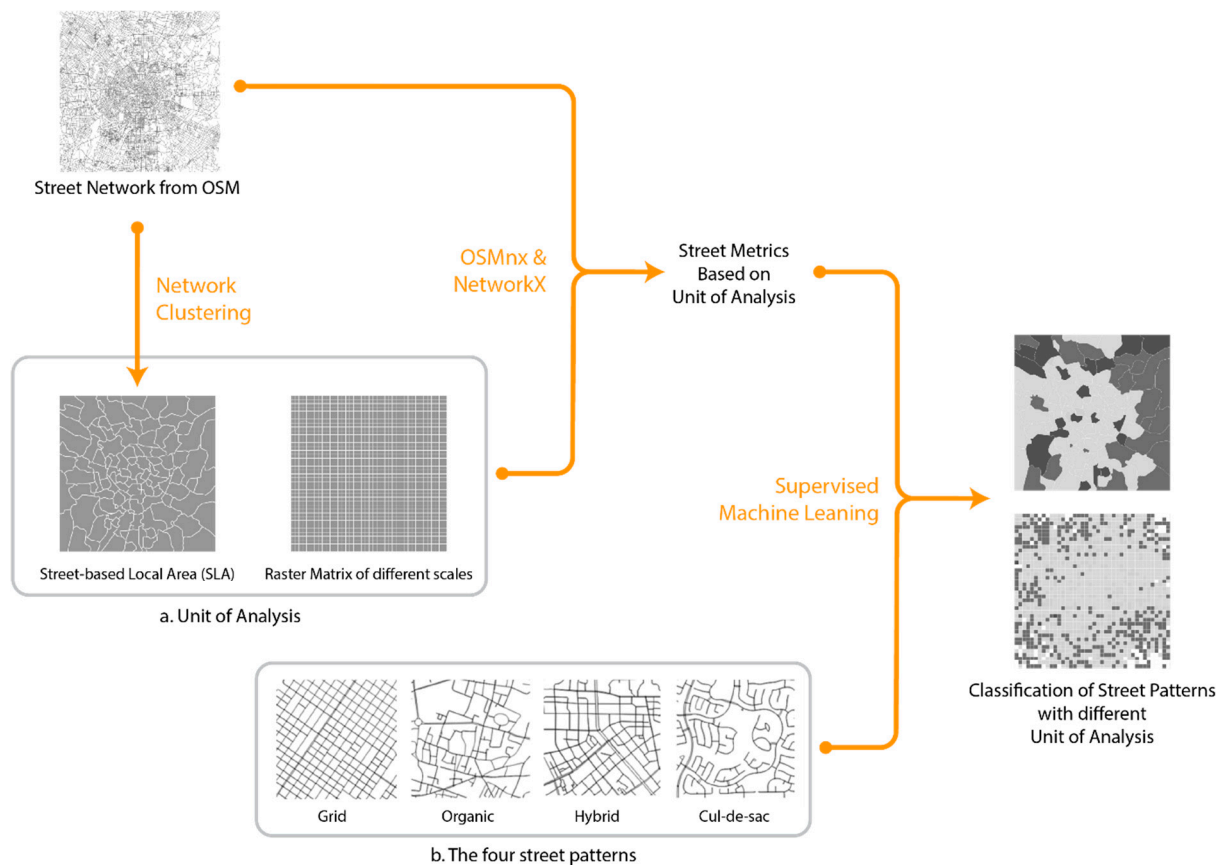 Street Network from OSM
Network
Clustering
OSMnx &
NetworkX
Street Metrics
Based on
Unit of Analysis
Street-based Local Area (SLA)
Raster Matrix of different scales
a. Unit of Analysis
Supervised
Machine Leaning
Grid
Organic
Hybrid
Cul-de-sac
b. The four street patterns
Classification of Street Patterns
with different
Unit of Analysis